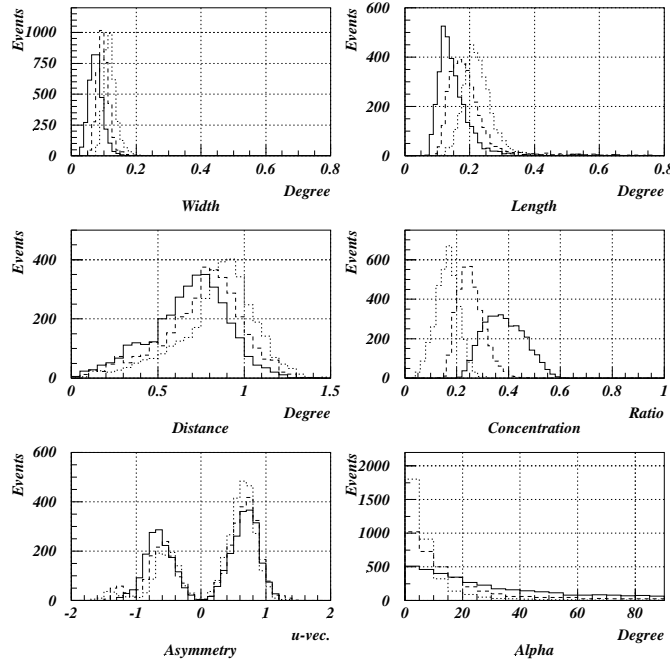 Events
1000
750
500
250
0
0 0.2 0.4 0.6 0.8
Degree
Width
Events
600
400
200
0
0 0.2 0.4 0.6 0.8
Degree
Length
Events
400
200
0
0 0.5 1 1.5
Degree
Distance
Events
600
400
200
0
0 0.2 0.4 0.6 0.8 1
Ratio
Concentration
Events
600
400
200
0
-2 -1 0 1 2
u-vec.
Asymmetry
Events
2000
1500
1000
500
0
0 20 40 60 80
Degree
Alpha